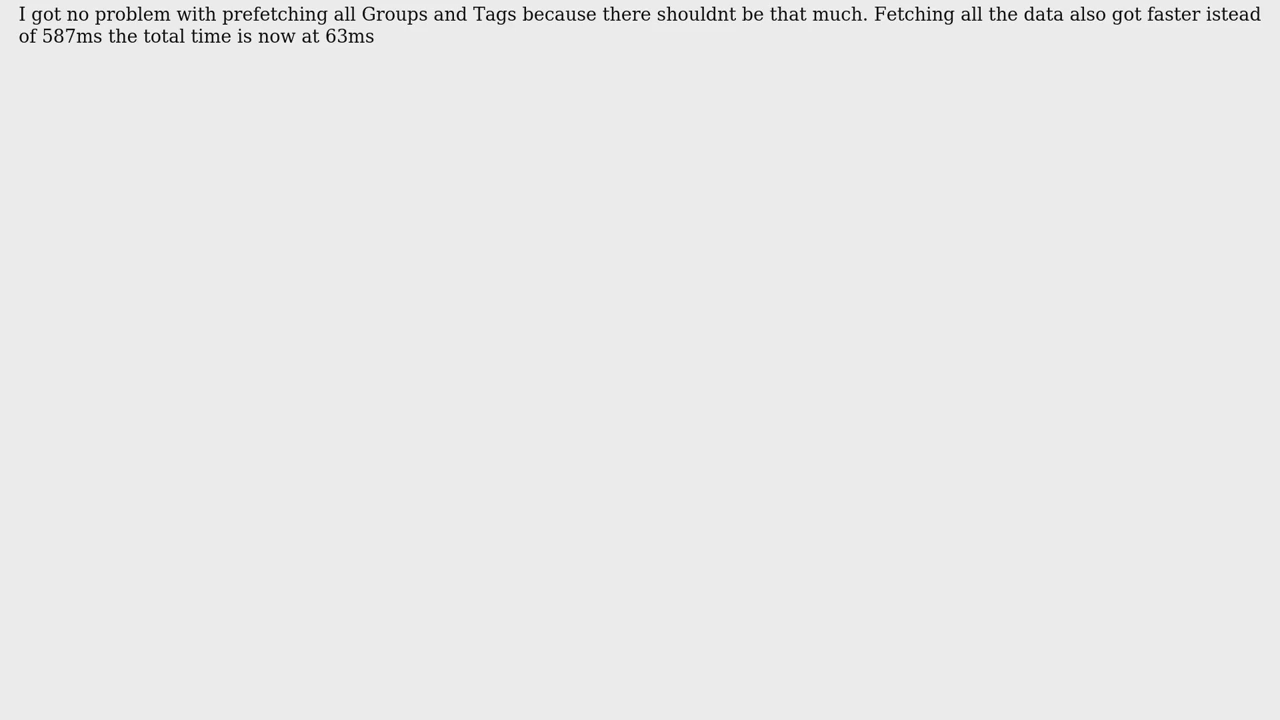 I got no problem with prefetching all Groups and Tags because there shouldnt be that much. Fetching all the data also got faster istead
of 587ms the total time is now at 63ms